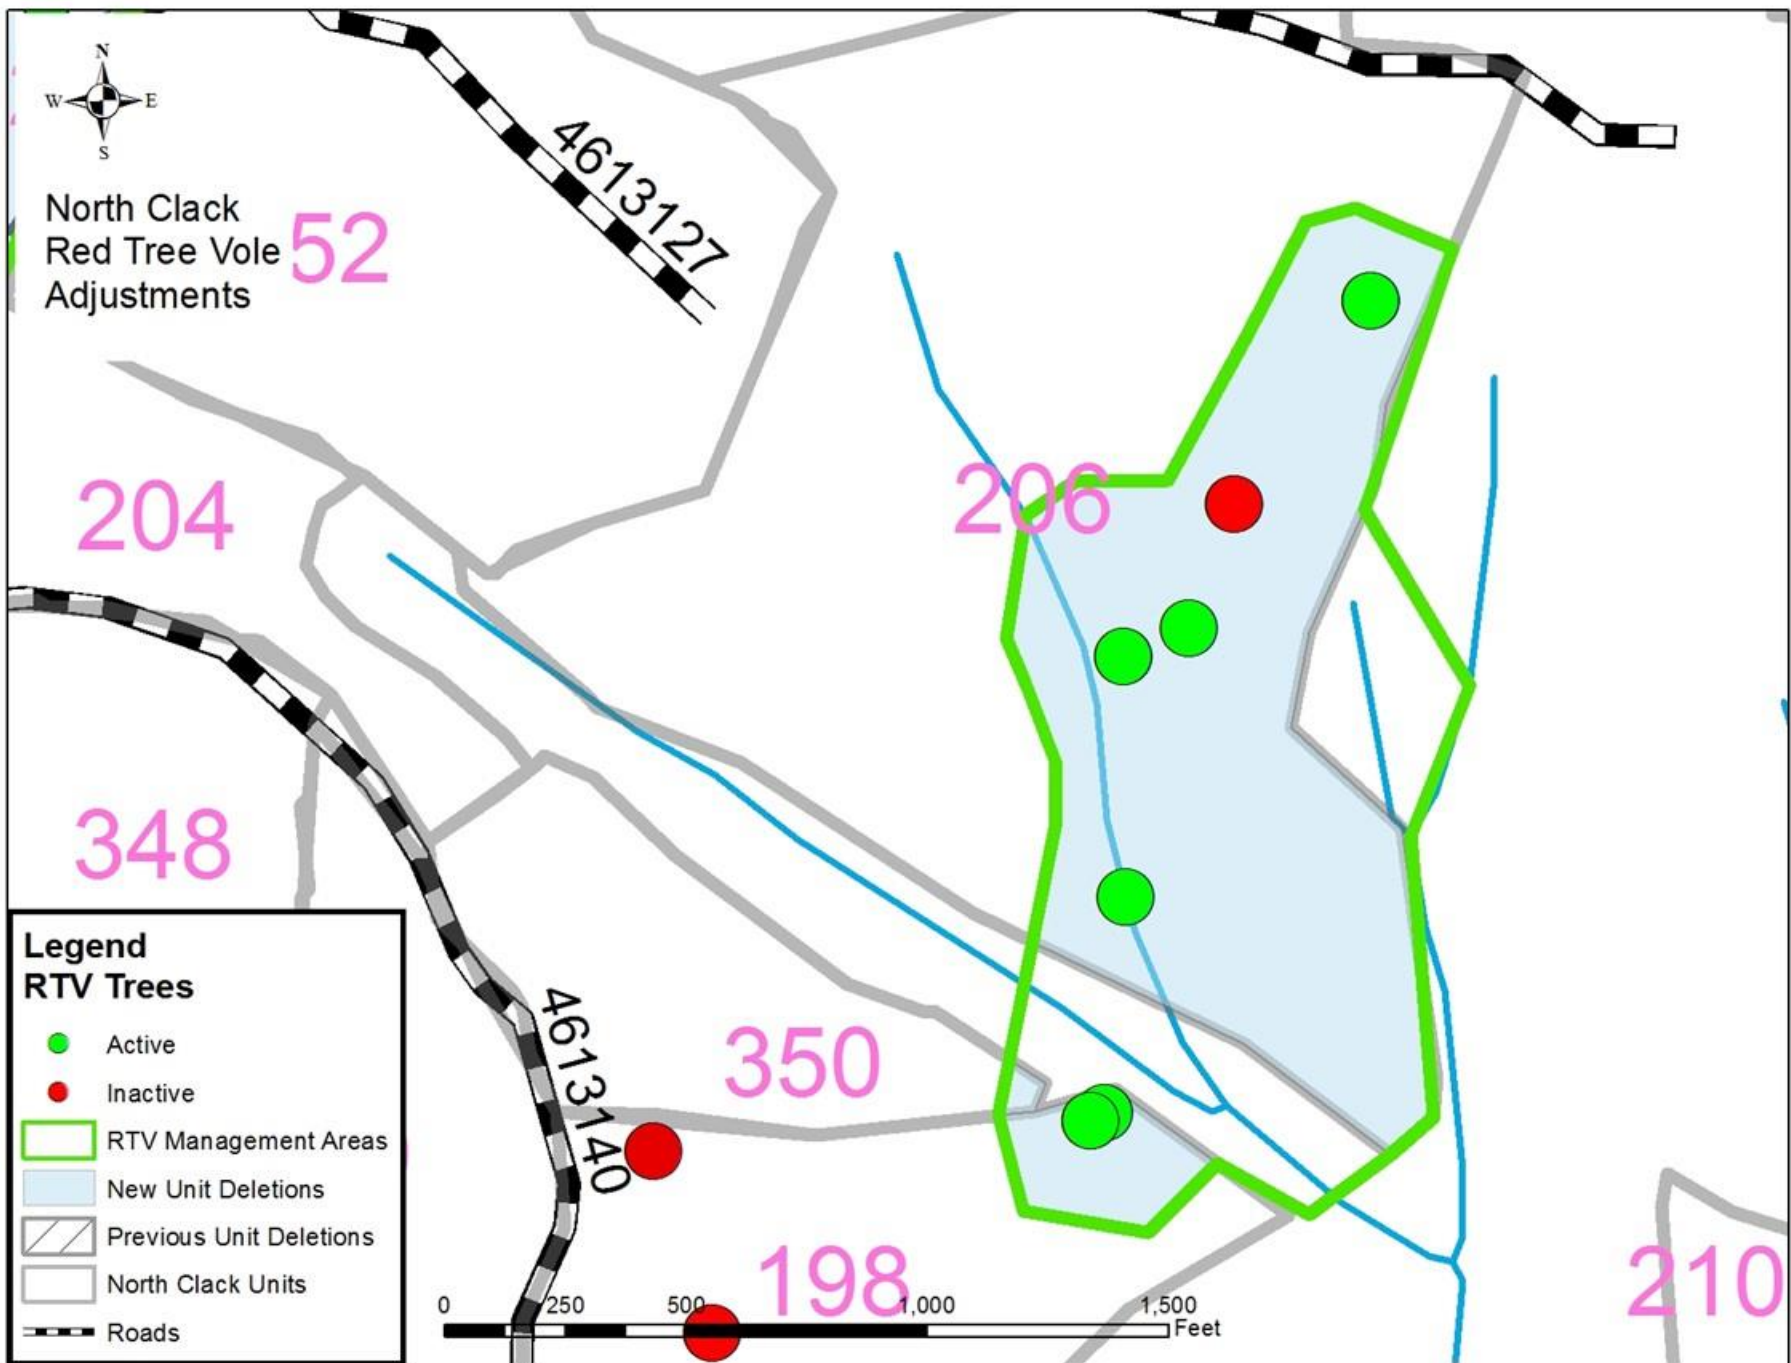 N
W E
S
North Clack
Red Tree Vole
Adjustments
52
4613127
206
204
348
350
4613140
198
210
Legend
RTV Trees
Active
Inactive
RTV Management Areas
New Unit Deletions
Previous Unit Deletions
North Clack Units
Roads
0 250 500 1,000 1,500
Feet